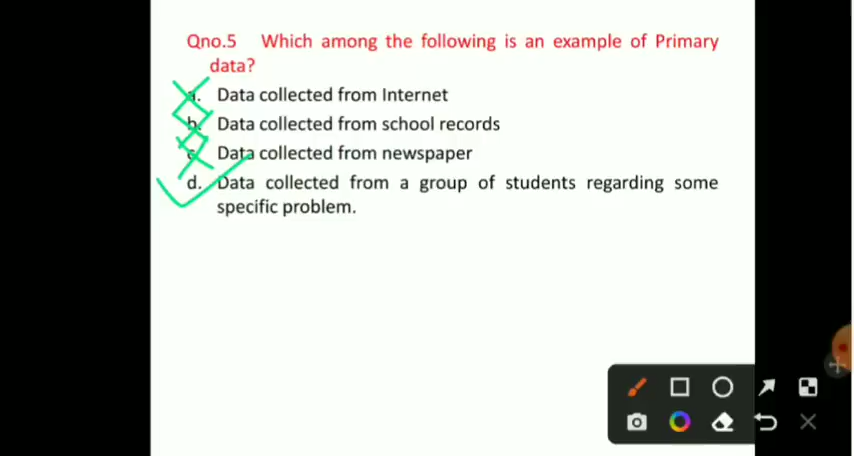 Qno.5 Which among the following is an example of Primary
data?
a. Data collected from Internet
b. Data collected from school records
c. Data collected from newspaper
d. Data collected from a group of students regarding some
specific problem.